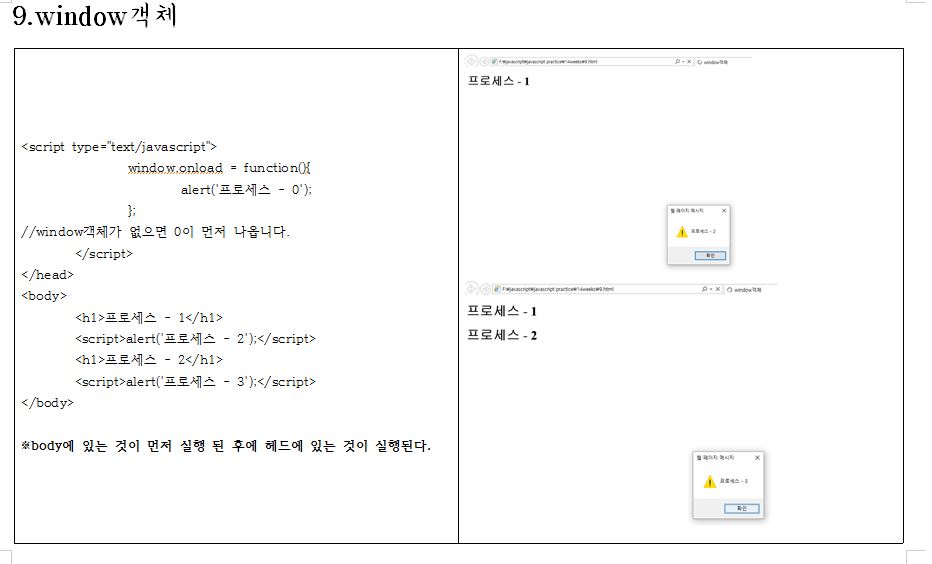 9.window객체
<script type="text/javascript">
window.onload = function(){
alert('프로세스 - 0');
};
//window객체가 없으면 0이 먼저 나옵니다.
</script>
</head>
<body>
<h1>프로세스 - 1</h1>
<script>alert('프로세스 - 2');</script>
<h1>프로세스 - 2</h1>
<script>alert('프로세스 - 3');</script>
</body>
※body에 있는 것이 먼저 실행 된 후에 헤드에 있는 것이 실행된다.
F:₩javascript₩javascript practice₩14weeks₩9.html window객체
프로세스 - 1
웹 페이지 메시지
프로세스 - 2
확인
F:₩javascript₩javascript practice₩14weeks₩9.html window객체
프로세스 - 1
프로세스 - 2
웹 페이지 메시지
프로세스 - 3
확인